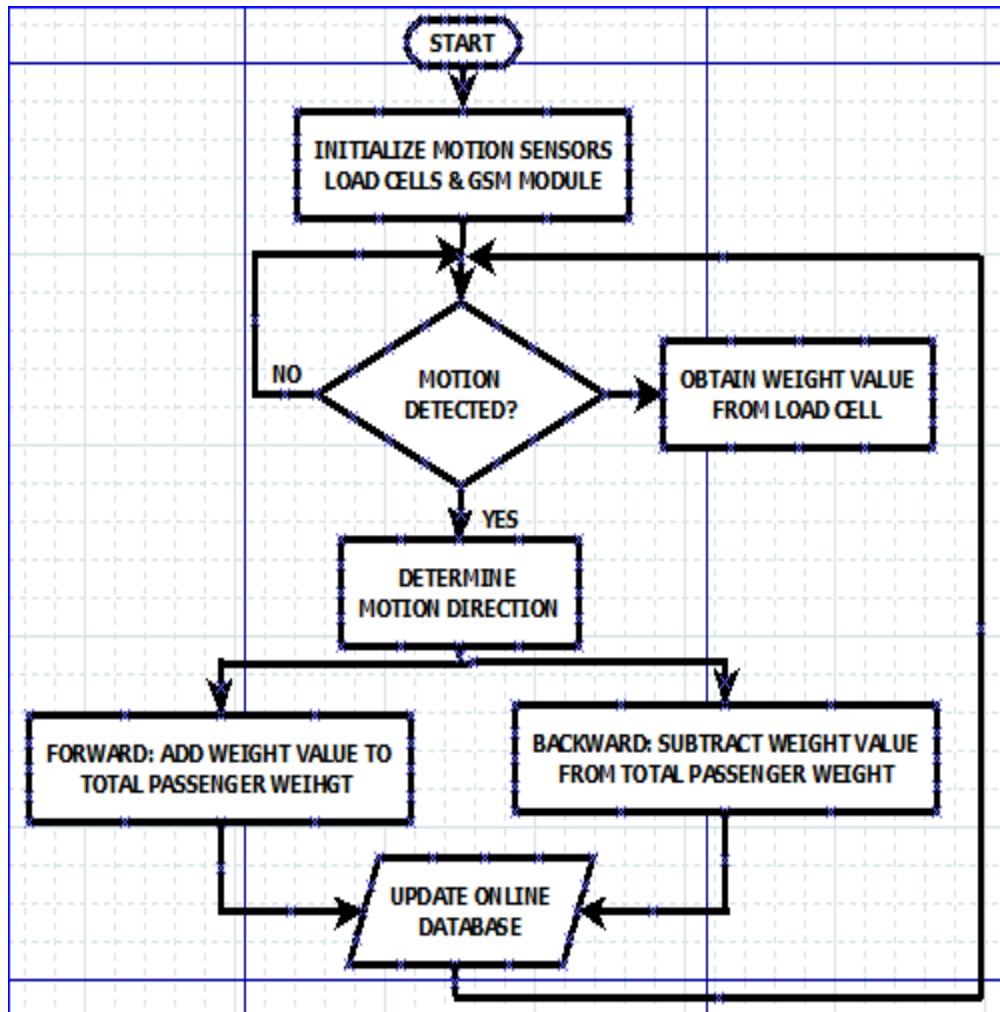 START
INITIALIZE MOTION SENSORS
LOAD CELLS & GSM MODULE
NO
MOTION
DETECTED?
OBTAIN WEIGHT VALUE
FROM LOAD CELL
YES
DETERMINE
MOTION DIRECTION
FORWARD: ADD WEIGHT VALUE TO
TOTAL PASSENGER WEIHGT
BACKWARD: SUBTRACT WEIGHT VALUE
FROM TOTAL PASSENGER WEIGHT
UPDATE ONLINE
DATABASE